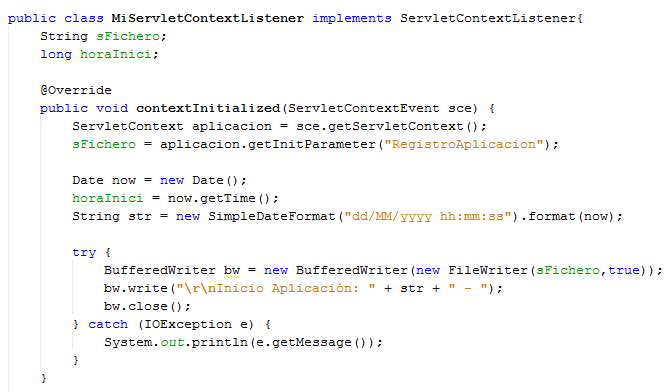 public class MiServletContextListener implements ServletContextListener{
    String sFichero;
    long horaInici;

    @Override
    public void contextInitialized(ServletContextEvent sce) {
        ServletContext aplicacion = sce.getServletContext();
        sFichero = aplicacion.getInitParameter("RegistroAplicacion");

        Date now = new Date();
        horaInici = now.getTime();
        String str = new SimpleDateFormat("dd/MM/yyyy hh:mm:ss").format(now);

        try {
            BufferedWriter bw = new BufferedWriter(new FileWriter(sFichero,true));
            bw.write("\r\nInicio Aplicación: " + str + " - ");
            bw.close();
        } catch (IOException e) {
            System.out.println(e.getMessage());
        }
    }